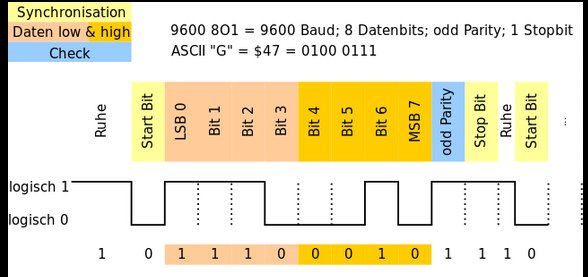 Synchronisation
Daten low & high
Check
9600 8O1 = 9600 Baud; 8 Datenbits; odd Parity; 1 Stopbit
ASCII "G" = $47 = 0100 0111
Ruhe Start Bit LSB 0 Bit 1 Bit 2 Bit 3 Bit 4 Bit 5 Bit 6 MSB 7 odd Parity Stop Bit Ruhe Start Bit ...
logisch 1
logisch 0
1 0 1 1 1 0 0 0 1 0 1 1 1 0